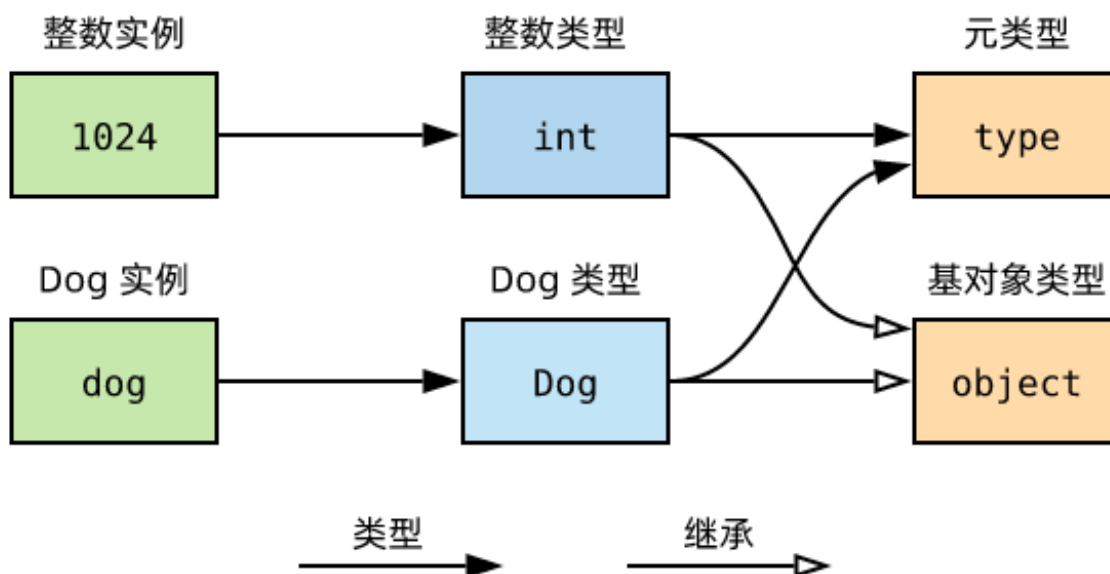 整数实例 整数类型 元类型
1024 int type
Dog 实例 Dog 类型 基对象类型
dog Dog object
类型 继承